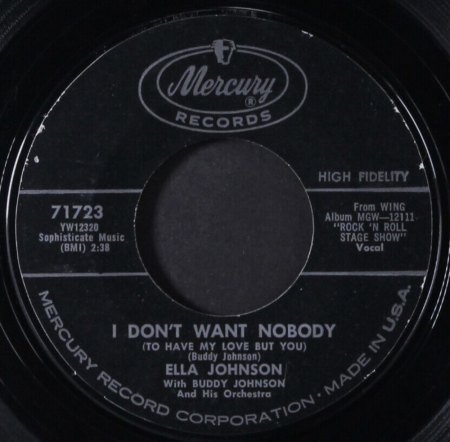 Mercury
®
RECORDS
HIGH FIDELITY
71723
YW12320
Sophisticate Music
(BMI) 2:38
From WING
Album MGW—12111
"ROCK 'N ROLL
STAGE SHOW"
Vocal
I DON'T WANT NOBODY
(TO HAVE MY LOVE BUT YOU)
(Buddy Johnson)
ELLA JOHNSON
With BUDDY JOHNSON
And His Orchestra
MERCURY RECORD CORPORATION • MADE IN U.S.A.